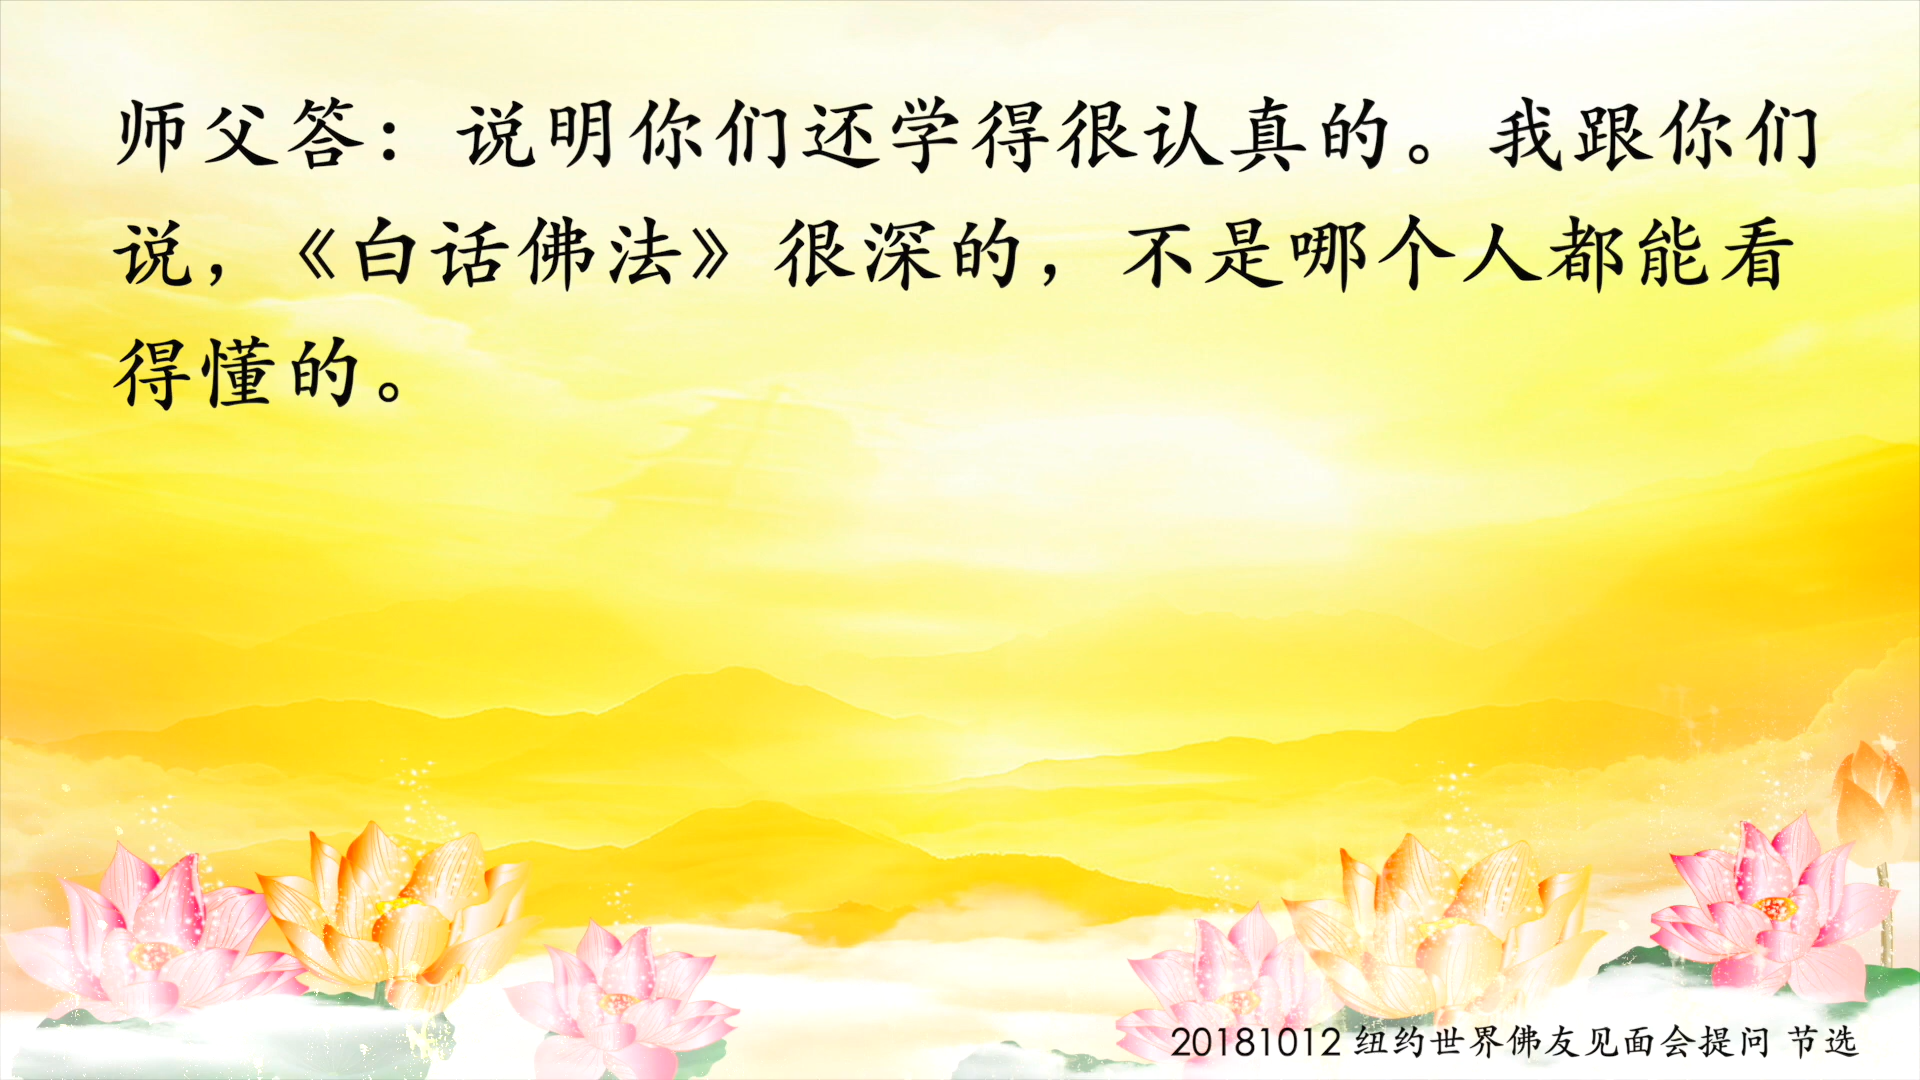 师父答：说明你们还学得很认真的。我跟你们
说，《白话佛法》很深的，不是哪个人都能看
得懂的。
20181012 纽约世界佛友见面会提问 节选